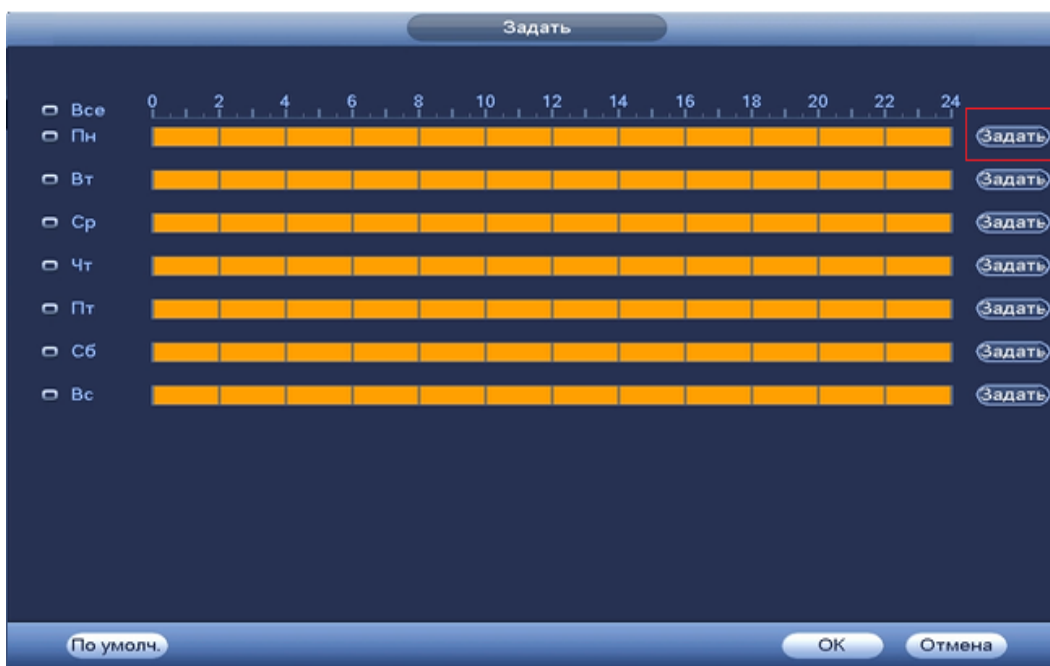 Задать
Все 0 2 4 6 8 10 12 14 16 18 20 22 24
Пн Задать
Вт Задать
Ср Задать
Чт Задать
Пт Задать
Сб Задать
Вс Задать
По умолч. OK Отмена